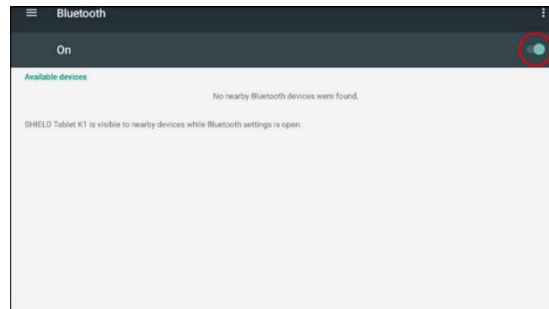 Bluetooth
On
Available devices
No nearby Bluetooth devices were found.
SHIELD Tablet K1 is visible to nearby devices while Bluetooth settings is open.